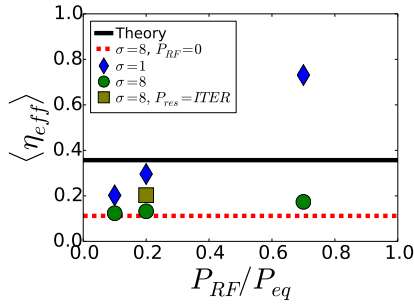 1.0
0.8
0.6
0.4
0.2
0.0
⟨η_eff⟩
Theory
σ=8, P_RF=0
σ=1
σ=8
σ=8, P_res=ITER
0.0 0.2 0.4 0.6 0.8 1.0
P_RF/P_eq